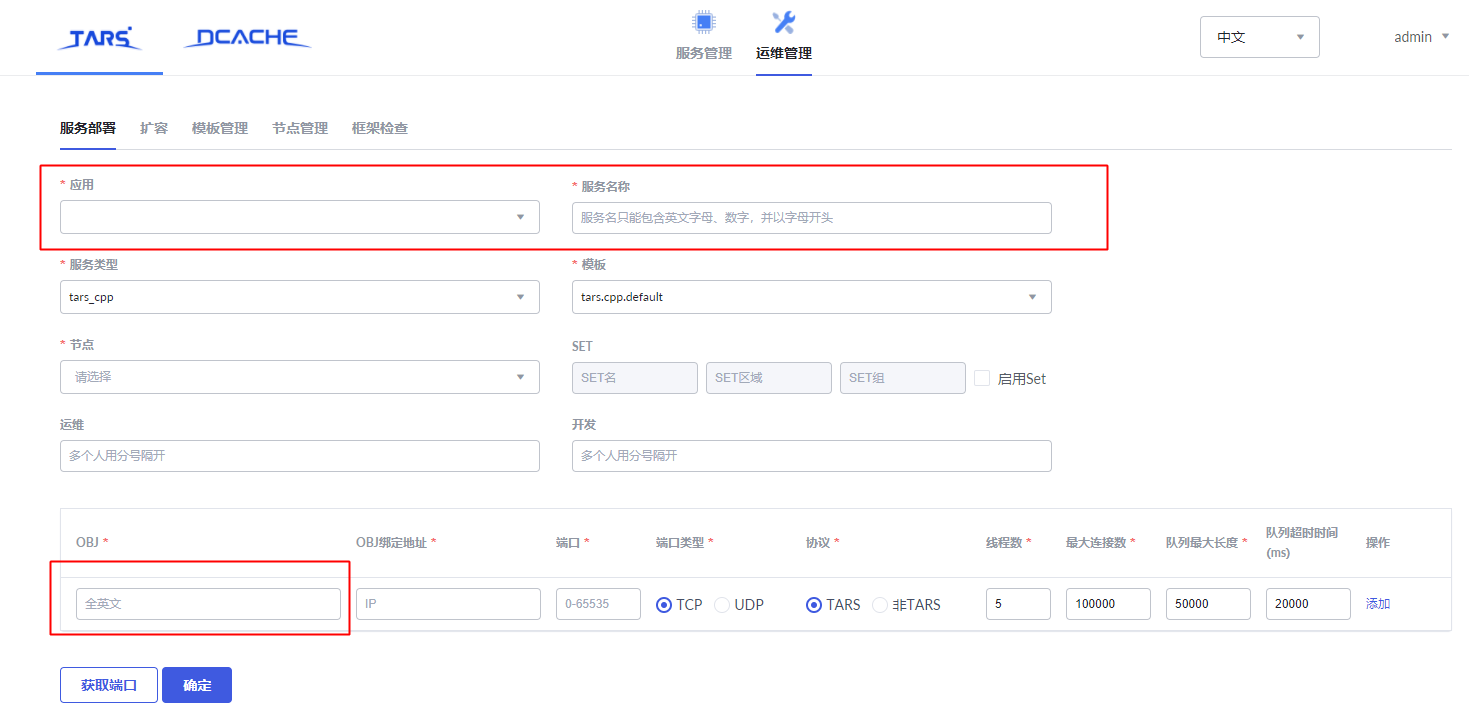 TARS DCACHE
服务管理 运维管理
中文
admin
服务部署 扩容 模板管理 节点管理 框架检查
* 应用 * 服务名称
服务名只能包含英文字母、数字，并以字母开头
* 服务类型 * 模板
tars_cpp tars.cpp.default
* 节点 SET
请选择 SET名 SET区域 SET组 启用Set
运维 开发
多个人用分号隔开 多个人用分号隔开
OBJ * OBJ绑定地址 * 端口 * 端口类型 * 协议 * 线程数 * 最大连接数 * 队列最大长度 * 队列超时时间
(ms) 操作
全英文 IP 0-65535 TCP UDP TARS 非TARS 5 100000 50000 20000 添加
获取端口 确定